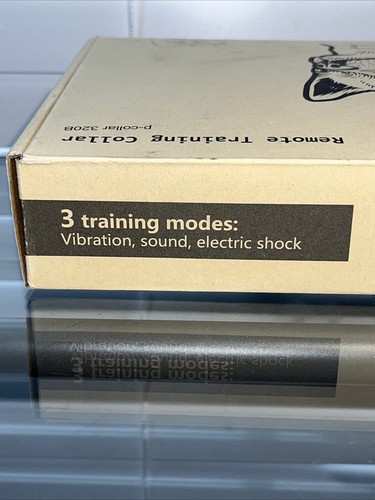 Remote Training Collar
p-collar 320B
3 training modes:
Vibration, sound, electric shock